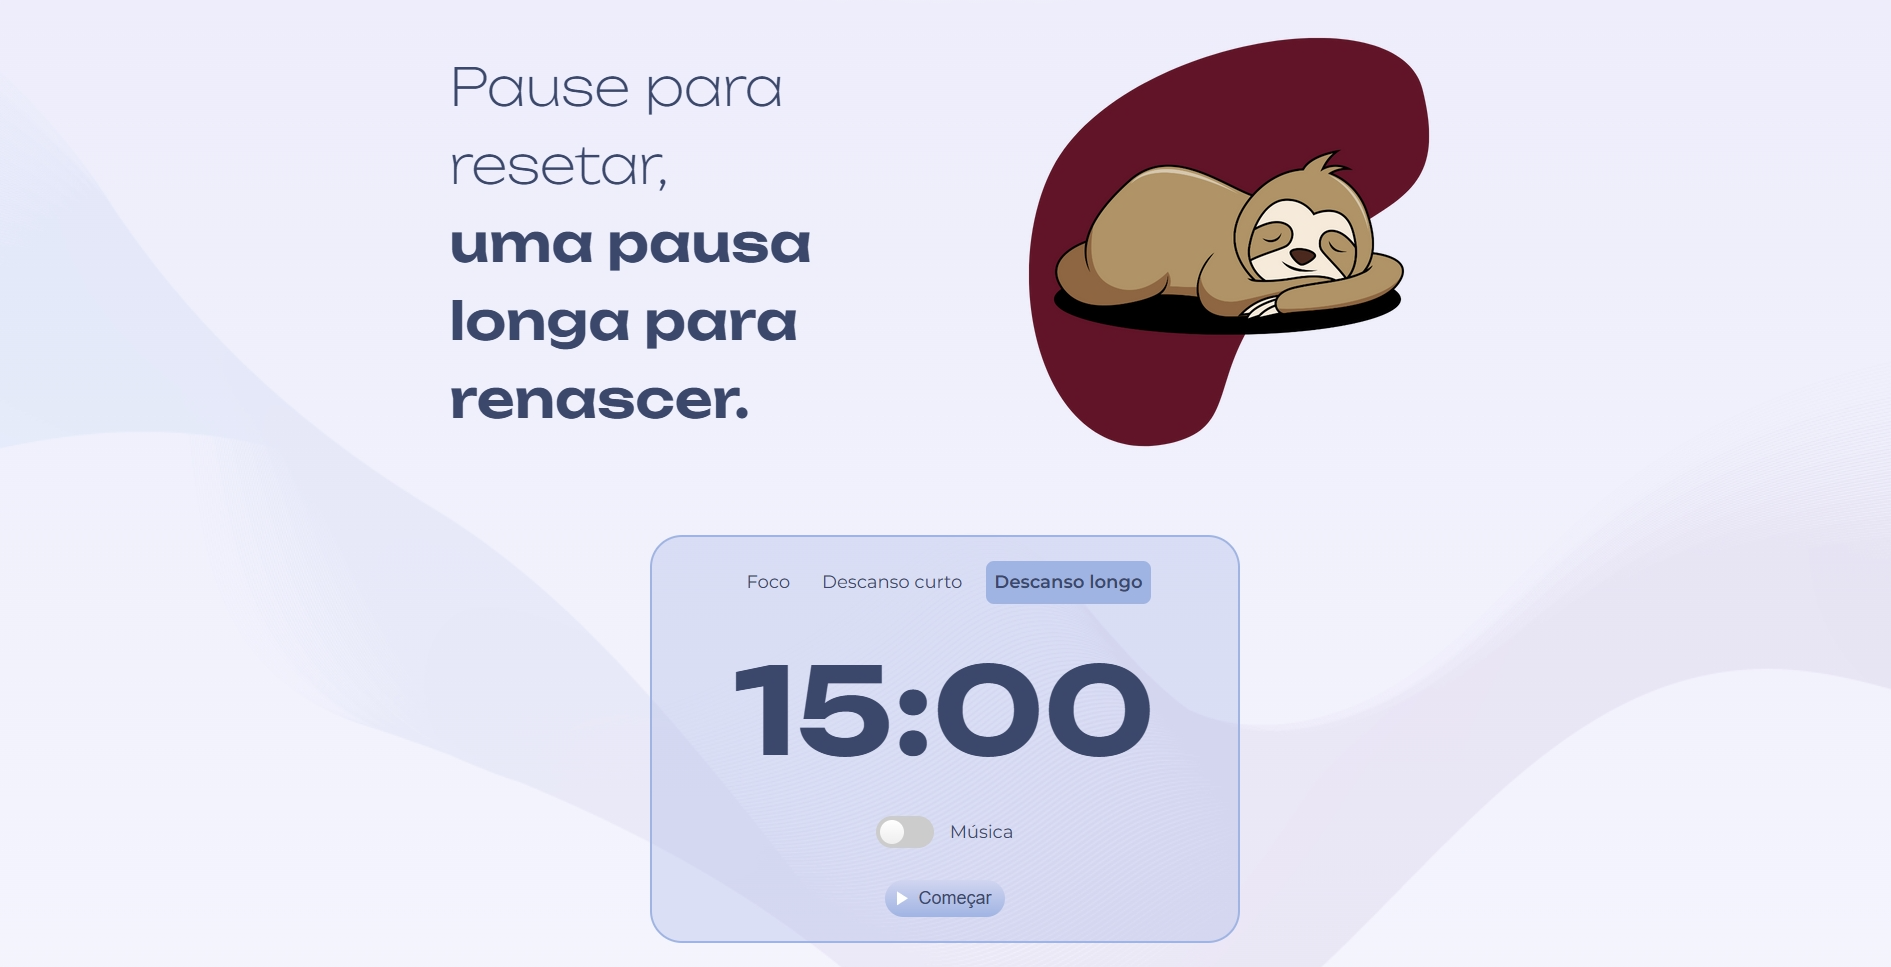 Pause para
resetar,
uma pausa
longa para
renascer.
Foco Descanso curto Descanso longo
15:00
Música
Começar